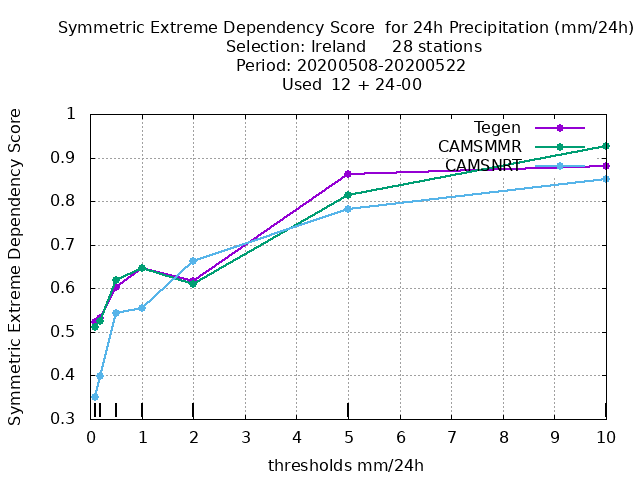 Symmetric Extreme Dependency Score  for 24h Precipitation (mm/24h)
Selection: Ireland     28 stations
Period: 20200508-20200522
Used  12 + 24-00
Symmetric Extreme Dependency Score
1
0.9
0.8
0.7
0.6
0.5
0.4
0.3
Tegen
CAMSMMR
CAMSNRT
0 1 2 3 4 5 6 7 8 9 10
thresholds mm/24h